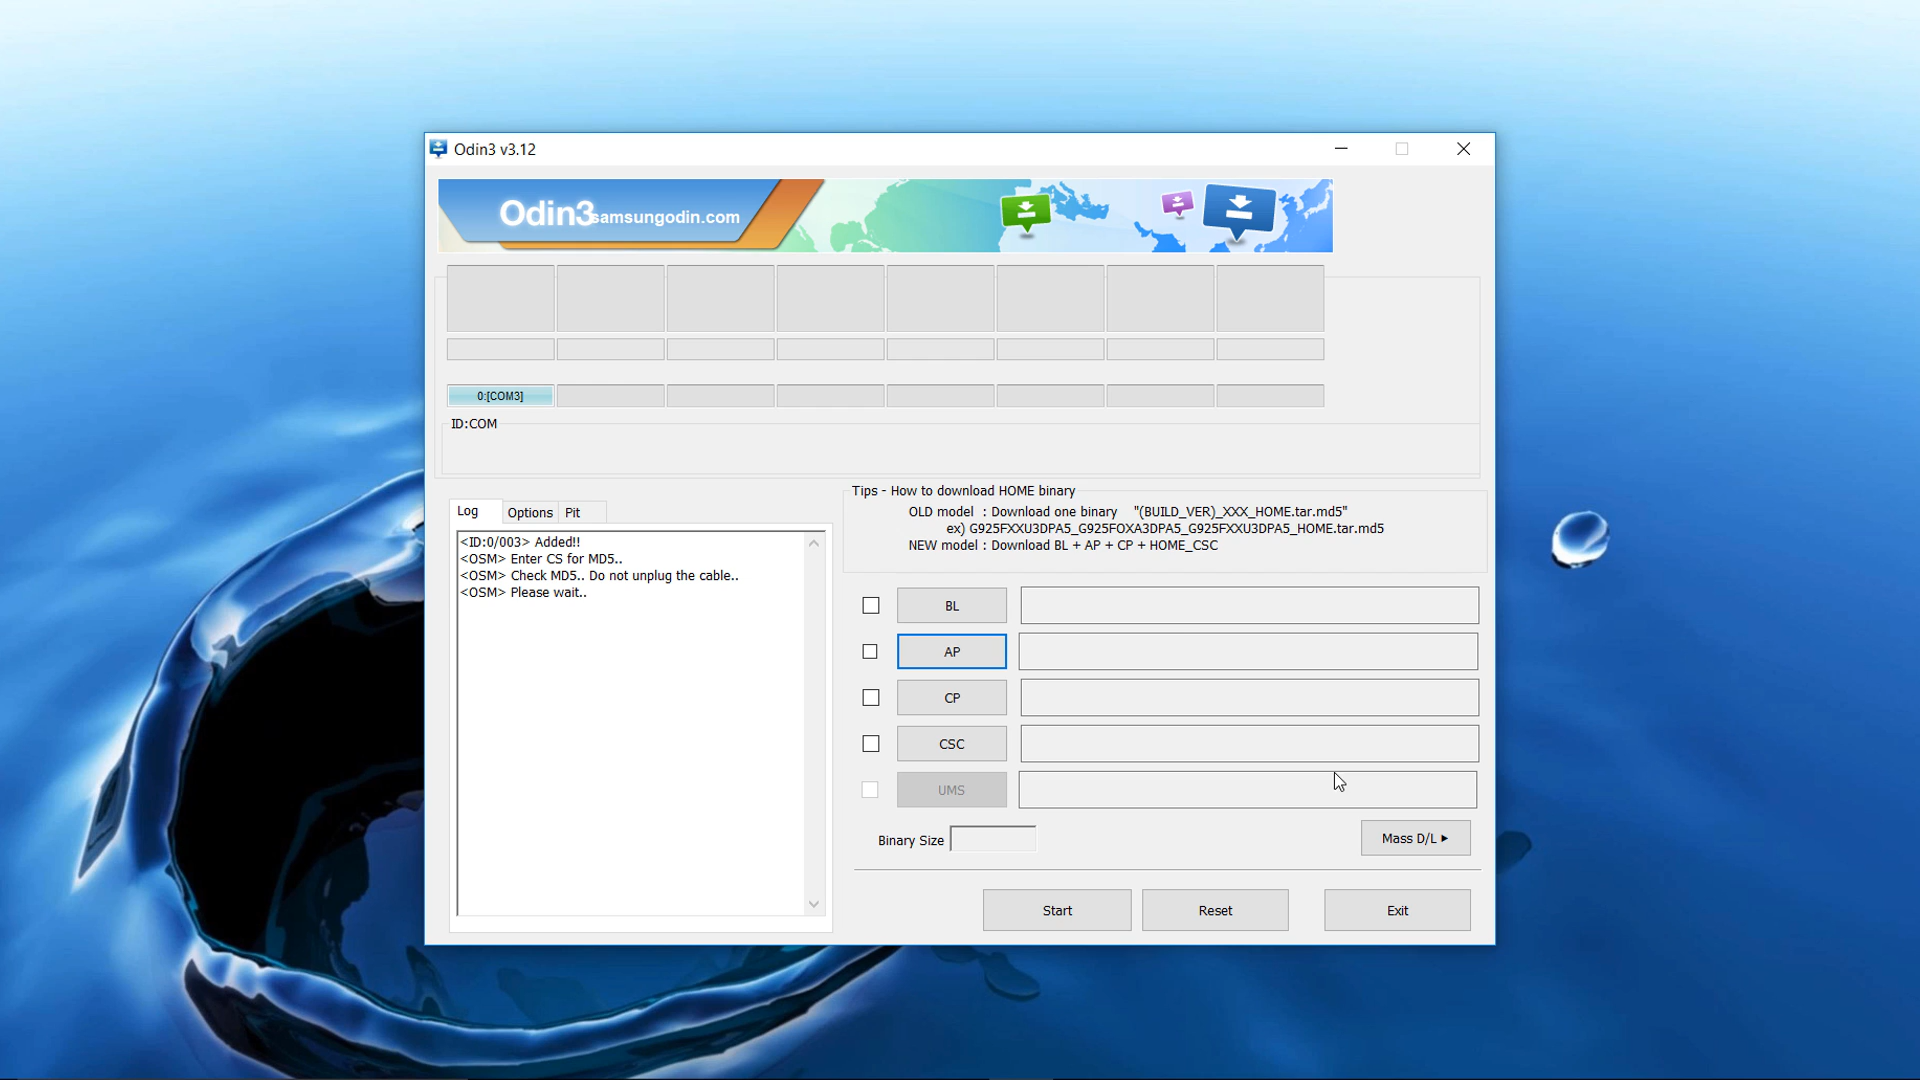 Odin3 v3.12
Odin3 samsungodin.com
0:[COM3]
ID:COM
Log
Options
Pit
<ID:0/003> Added!!
<OSM> Enter CS for MD5..
<OSM> Check MD5.. Do not unplug the cable..
<OSM> Please wait..
Tips - How to download HOME binary
OLD model : Download one binary "(BUILD_VER)_XXX_HOME.tar.md5"
ex) G925FXXU3DPA5_G925FOXA3DPA5_G925FXXU3DPA5_HOME.tar.md5
NEW model : Download BL + AP + CP + HOME_CSC
BL
AP
CP
CSC
UMS
Binary Size
Mass D/L ►
Start
Reset
Exit